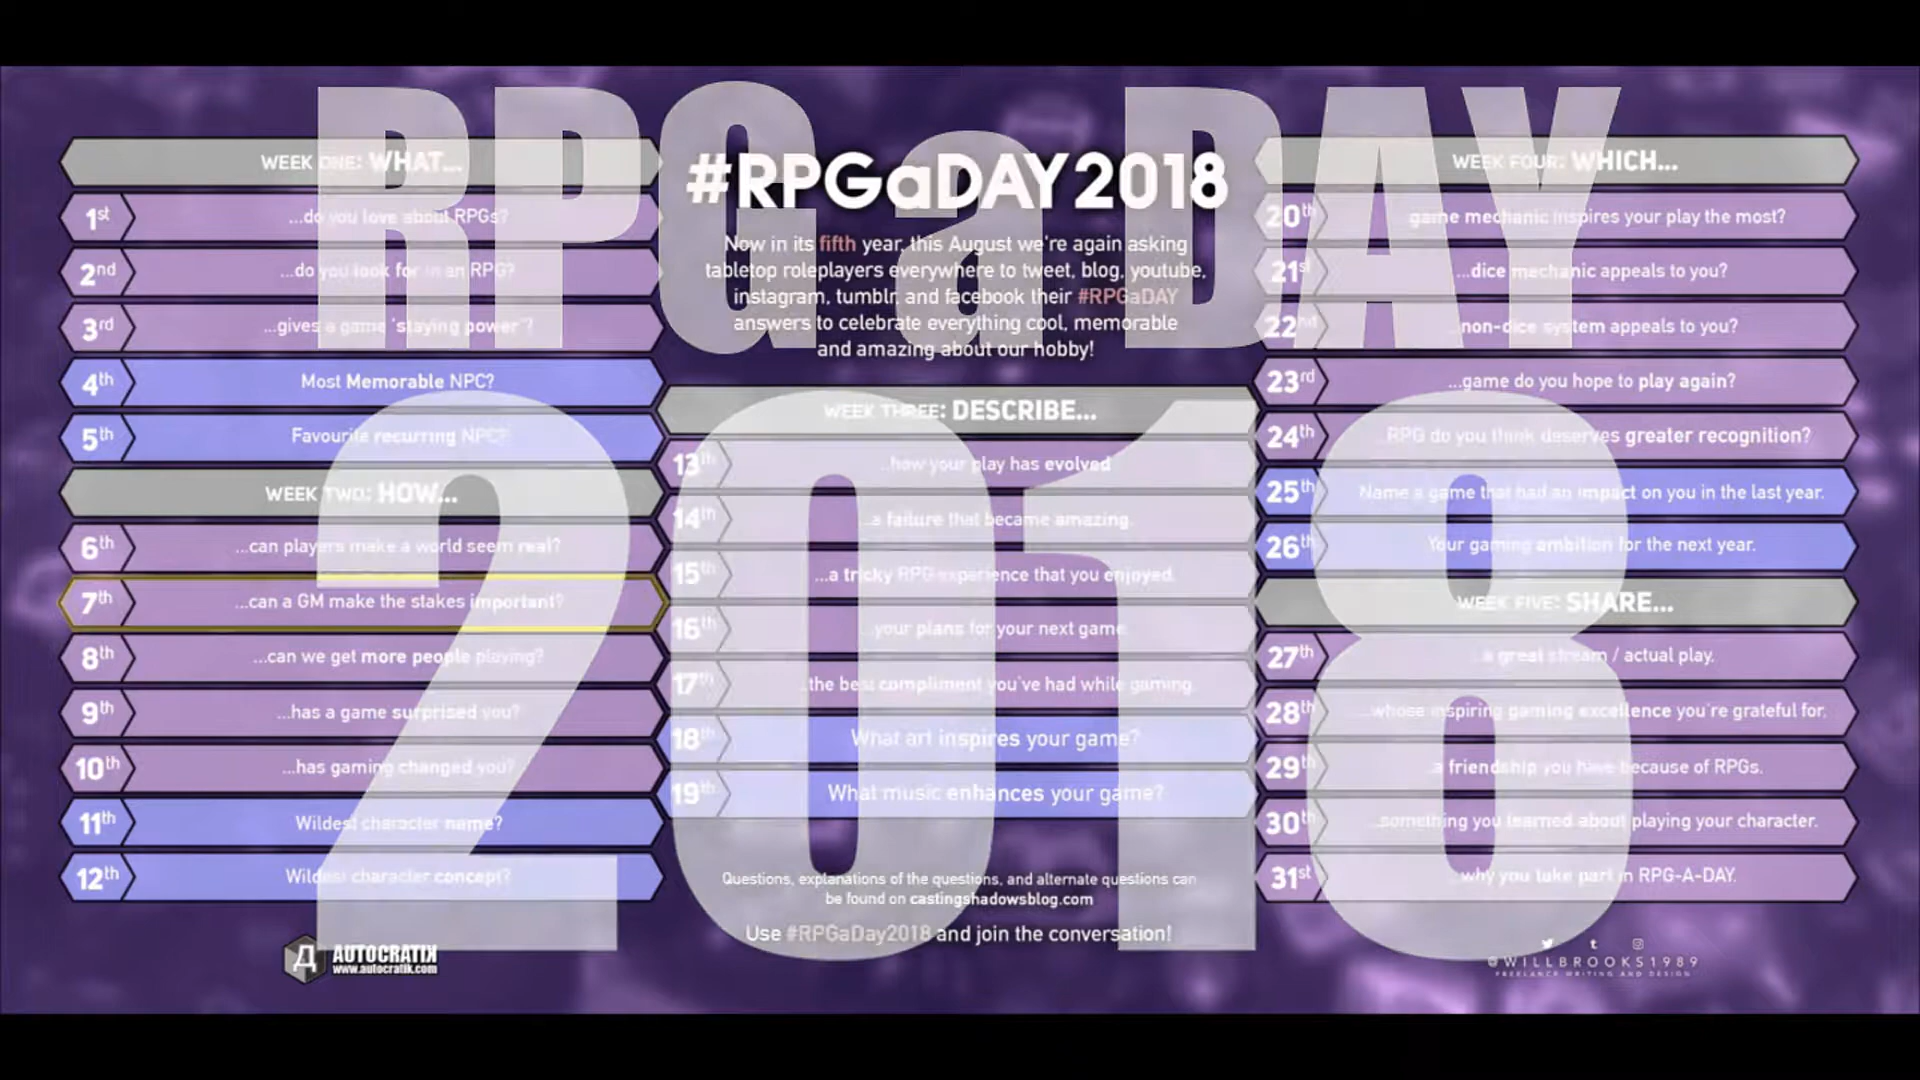 RPGaDAY
2018
WEEK ONE: WHAT...
1st ...do you love about RPGs?
2nd ...do you look for in an RPG?
3rd ...gives a game 'staying power'?
4th Most Memorable NPC?
5th Favourite recurring NPC?
WEEK TWO: HOW...
6th ...can players make a world seem real?
7th ...can a GM make the stakes important?
8th ...can we get more people playing?
9th ...has a game surprised you?
10th ...has gaming changed you?
11th Wildest character name?
12th Wildest character concept?
AUTOCRATIX
www.autocratik.com
#RPGaDAY2018
Now in its fifth year, this August we're again asking
tabletop roleplayers everywhere to tweet, blog, youtube,
instagram, tumblr, and facebook their #RPGaDAY
answers to celebrate everything cool, memorable
and amazing about our hobby!
WEEK THREE: DESCRIBE...
13th ...how your play has evolved.
14th ...a failure that became amazing.
15th ...a tricky RPG experience that you enjoyed.
16th ...your plans for your next game.
17th ...the best compliment you've had while gaming.
18th What art inspires your game?
19th What music enhances your game?
Questions, explanations of the questions, and alternate questions can
be found on castingshadowsblog.com
Use #RPGaDay2018 and join the conversation!
WEEK FOUR: WHICH...
20th game mechanic inspires your play the most?
21st ...dice mechanic appeals to you?
22nd ...non-dice system appeals to you?
23rd ...game do you hope to play again?
24th ...RPG do you think deserves greater recognition?
25th Name a game that had an impact on you in the last year.
26th Your gaming ambition for the next year.
WEEK FIVE: SHARE...
27th ...a great stream / actual play.
28th ...whose inspiring gaming excellence you're grateful for.
29th ...a friendship you have because of RPGs.
30th ...something you learned about playing your character.
31st ...why you take part in RPG-A-DAY.
@WILLBROOKS1989
FREELANCE WRITING AND DESIGN